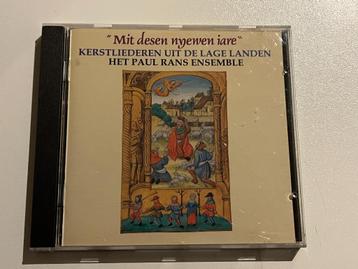 "Mit desen nyewen iare"
KERSTLIEDEREN UIT DE LAGE LANDEN
HET PAUL RANS ENSEMBLE